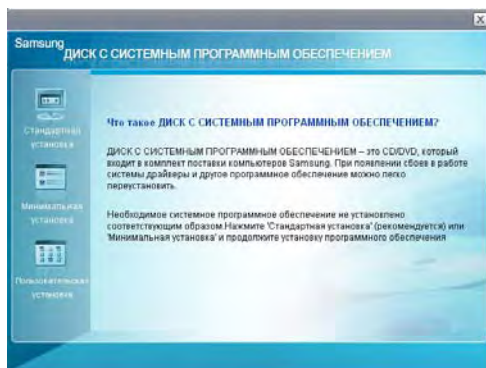 Samsung
ДИСК С СИСТЕМНЫМ ПРОГРАММНЫМ ОБЕСПЕЧЕНИЕМ
Стандартная
установка
Минимальная
установка
Пользовательская
установка
Что такое ДИСК С СИСТЕМНЫМ ПРОГРАММНЫМ ОБЕСПЕЧЕНИЕМ?
ДИСК С СИСТЕМНЫМ ПРОГРАММНЫМ ОБЕСПЕЧЕНИЕМ – это CD/DVD, который
входит в комплект поставки компьютеров Samsung. При появлении сбоев в работе
системы драйверы и другое программное обеспечение можно легко
переустановить.
Необходимое системное программное обеспечение не установлено
соответствующим образом.Нажмите 'Стандартная установка' (рекомендуется) или
'Минимальная установка' и продолжите установку программного обеспечения